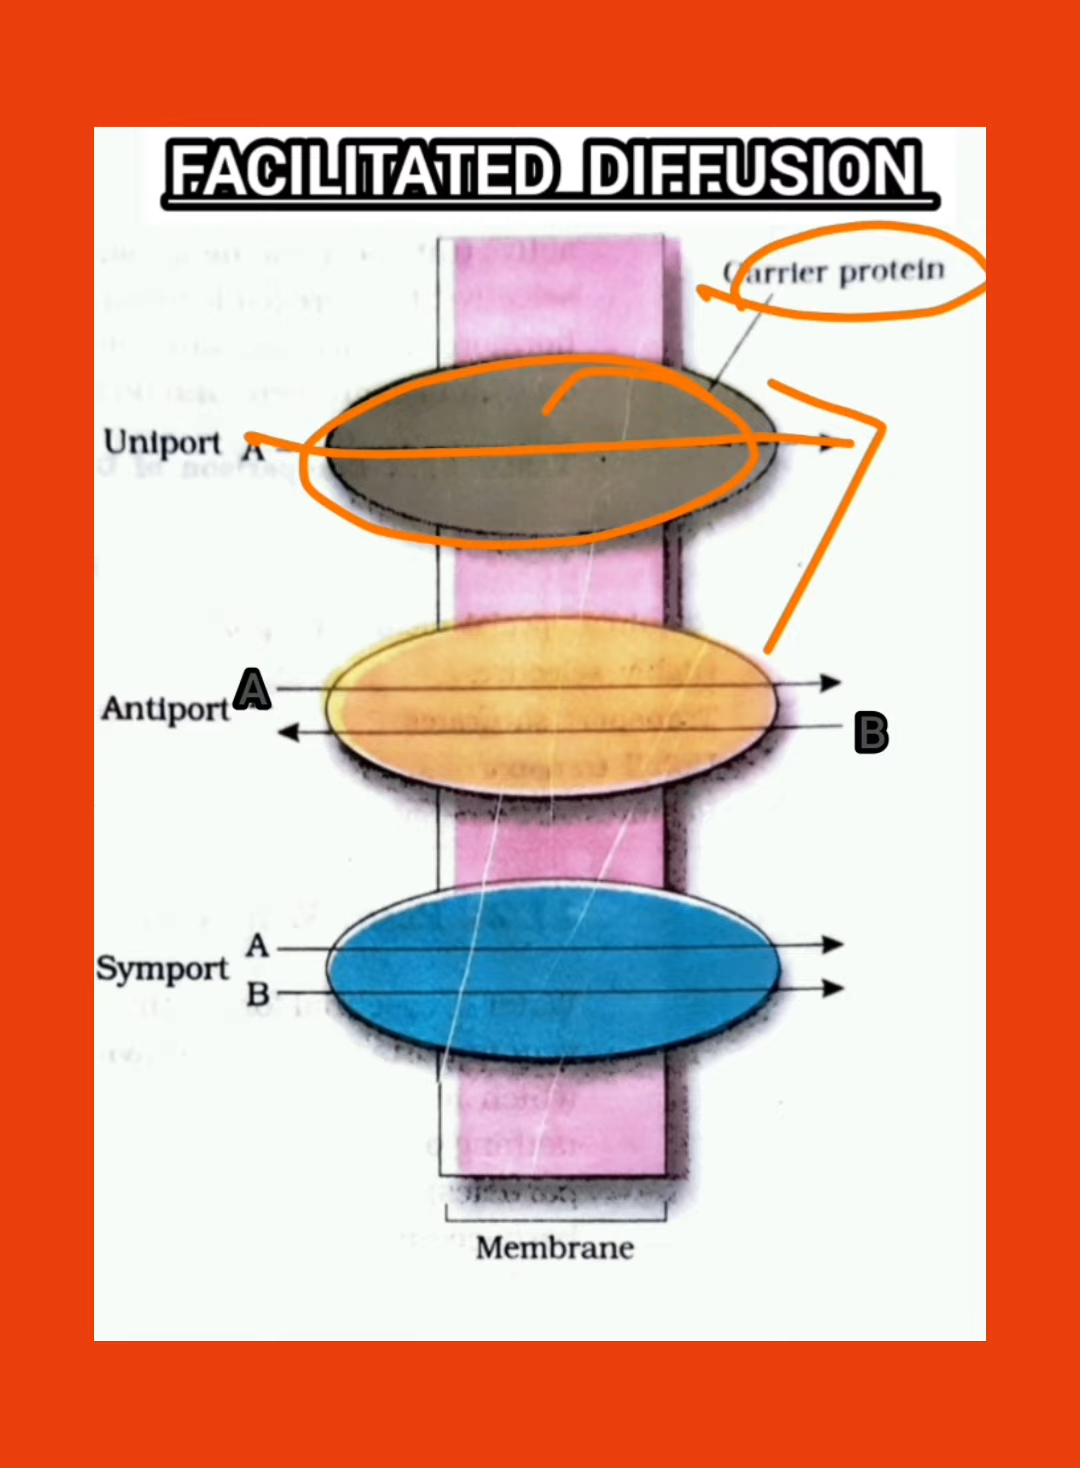 FACILITATED DIFFUSION
Carrier protein
Uniport A
Antiport A
B
Symport
A
B
Membrane